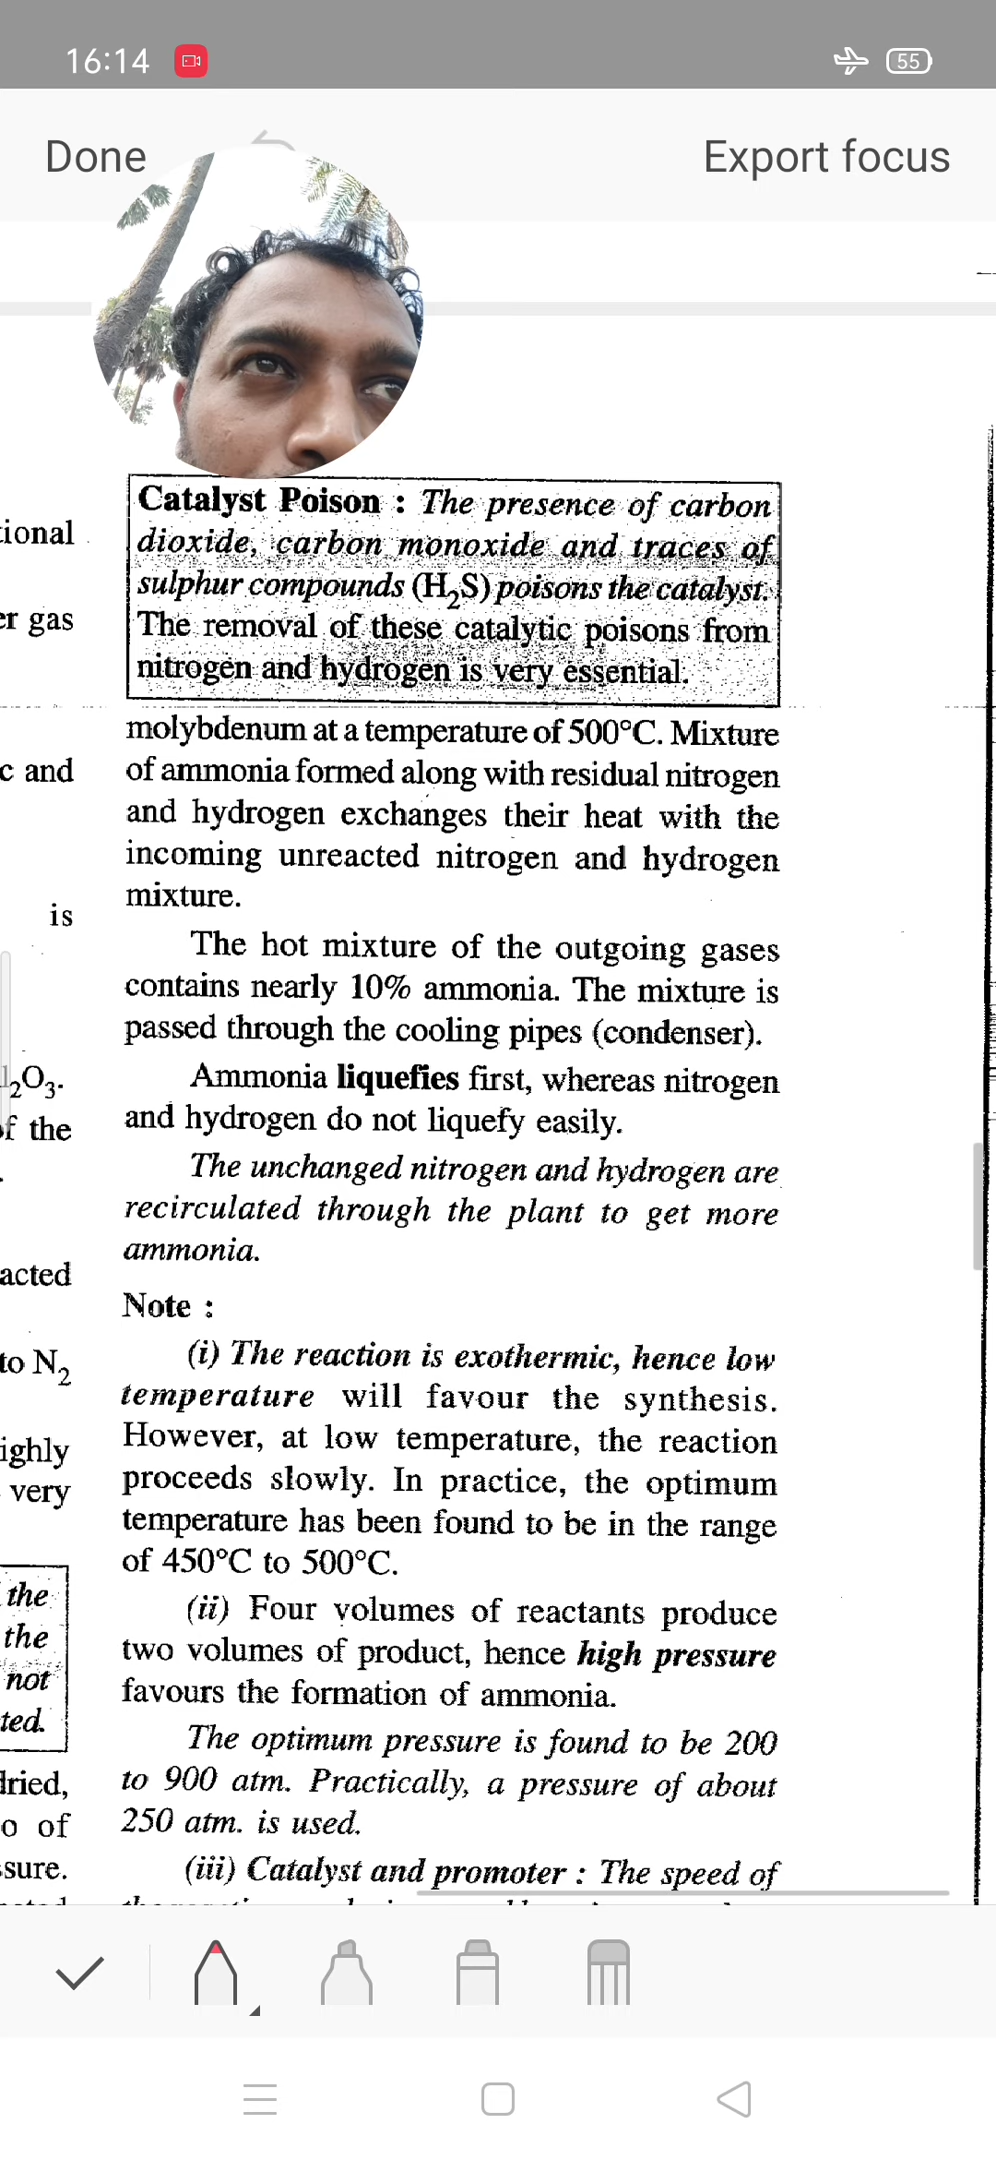 16:14
55
Done
Export focus
Catalyst Poison : The presence of carbon
dioxide, carbon monoxide and traces of
sulphur compounds (H₂S) poisons the catalyst.
The removal of these catalytic poisons from
nitrogen and hydrogen is very essential.
molybdenum at a temperature of 500°C. Mixture
of ammonia formed along with residual nitrogen
and hydrogen exchanges their heat with the
incoming unreacted nitrogen and hydrogen
mixture.
The hot mixture of the outgoing gases
contains nearly 10% ammonia. The mixture is
passed through the cooling pipes (condenser).
Ammonia liquefies first, whereas nitrogen
and hydrogen do not liquefy easily.
The unchanged nitrogen and hydrogen are
recirculated through the plant to get more
ammonia.
Note :
(i) The reaction is exothermic, hence low
temperature will favour the synthesis.
However, at low temperature, the reaction
proceeds slowly. In practice, the optimum
temperature has been found to be in the range
of 450°C to 500°C.
(ii) Four volumes of reactants produce
two volumes of product, hence high pressure
favours the formation of ammonia.
The optimum pressure is found to be 200
to 900 atm. Practically, a pressure of about
250 atm. is used.
(iii) Catalyst and promoter : The speed of
gas
and
is
the
to N₂
very
the
the
not
of